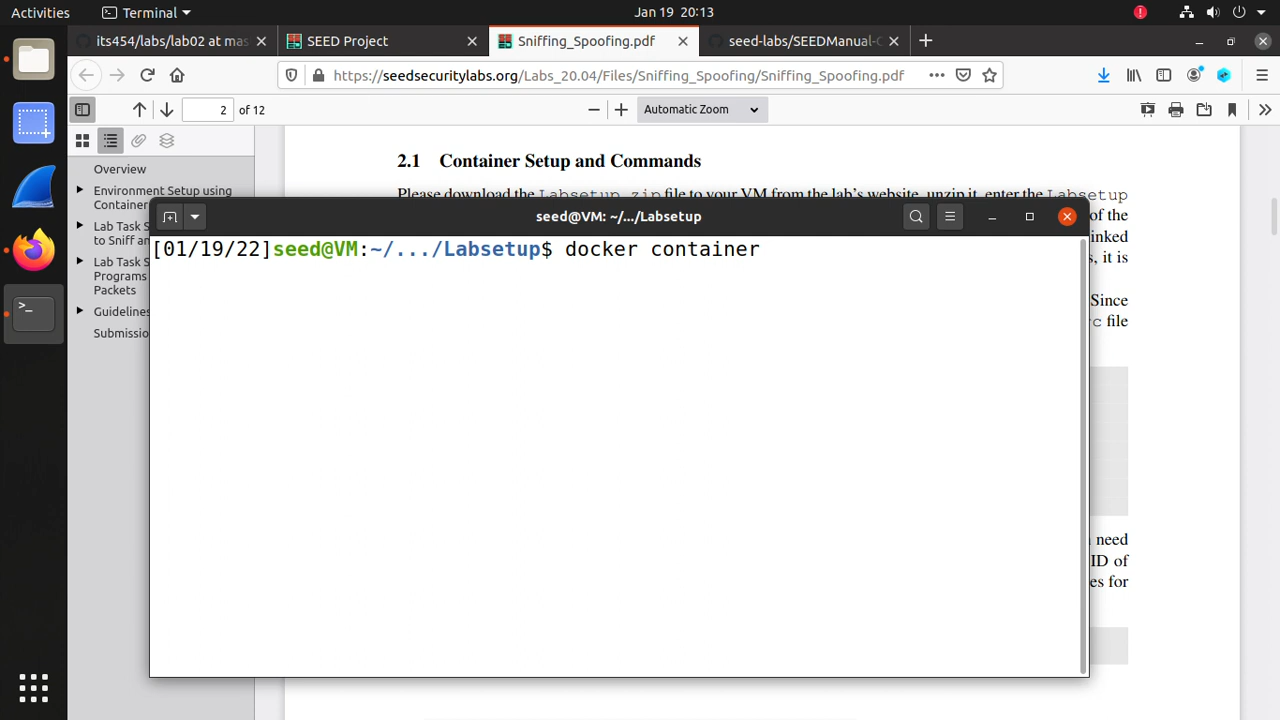 Activities
Terminal
Jan 19 20:13
its454/labs/lab02 at mas
SEED Project
Sniffing_Spoofing.pdf
seed-labs/SEEDManual-C
https://seedsecuritylabs.org/Labs_20.04/Files/Sniffing_Spoofing/Sniffing_Spoofing.pdf
2 of 12
Automatic Zoom
Overview
Environment Setup using
Container
Lab Task S
to Sniff an
Lab Task S
Programs
Packets
Guidelines
Submissio
2.1 Container Setup and Commands
Please download the Labsetup.zip file to your VM from the lab's website, unzip it, enter the Labsetup
of the
inked
s, it is
Since
c file
need
ID of
es for
seed@VM: ~/.../Labsetup
[01/19/22]seed@VM:~/.../Labsetup$ docker container